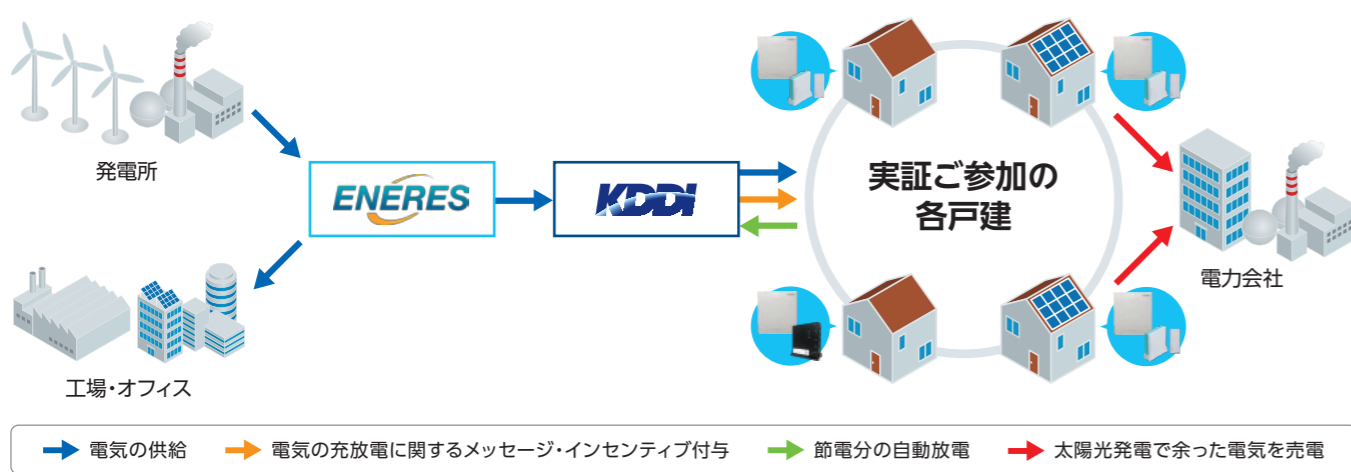 発電所
ENERES
KDDI
実証ご参加の
各戸建
電力会社
工場・オフィス
電気の供給
電気の充放電に関するメッセージ・インセンティブ付与
節電分の自動放電
太陽光発電で余った電気を売電